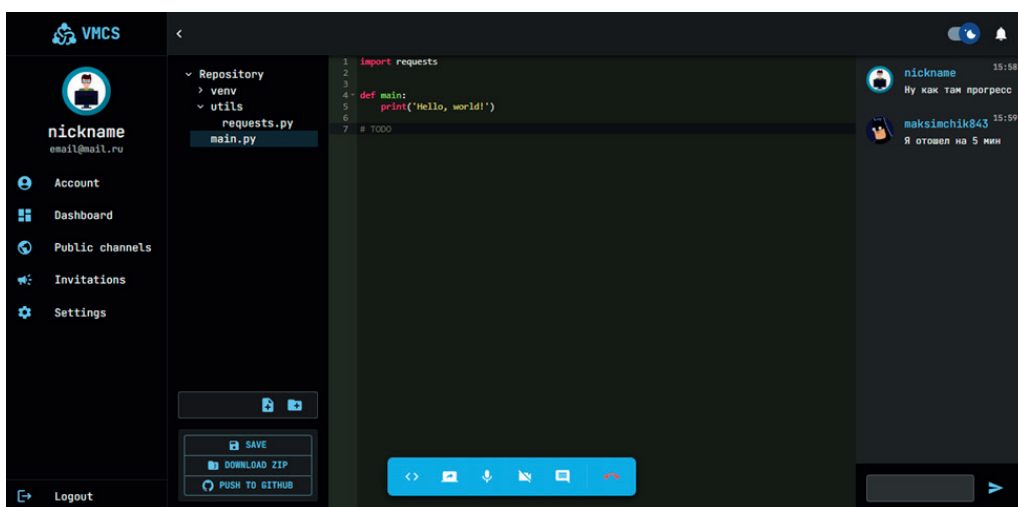 VMCS
nickname
email@mail.ru
Account
Dashboard
Public channels
Invitations
Settings
Logout
Repository
venv
utils
requests.py
main.py
SAVE
DOWNLOAD ZIP
PUSH TO GITHUB
1 import requests
2
3
4 def main:
5 print('Hello, world!')
6
7 # TODO
nickname 15:58
Ну как там прогресс
maksimchik843 15:59
Я отошел на 5 мин